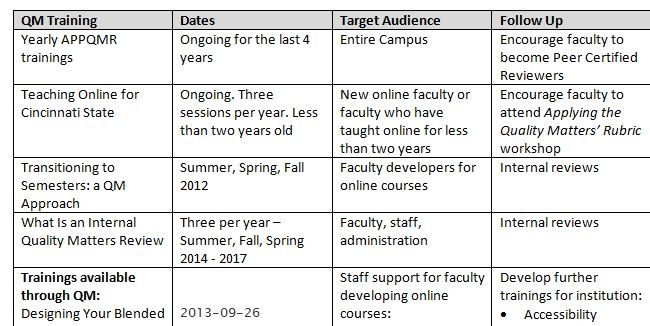 QM Training
Dates
Target Audience
Follow Up
Yearly APPQMR
trainings
Ongoing for the last 4
years
Entire Campus
Encourage faculty to
become Peer Certified
Reviewers
Teaching Online for
Cincinnati State
Ongoing. Three
sessions per year. Less
than two years old
New online faculty or
faculty who have
taught online for less
than two years
Encourage faculty to
attend Applying the
Quality Matters’ Rubric
workshop
Transitioning to
Semesters: a QM
Approach
Summer, Spring, Fall
2012
Faculty developers for
online courses
Internal reviews
What Is an Internal
Quality Matters Review
Three per year –
Summer, Fall, Spring
2014 - 2017
Faculty, staff,
administration
Internal reviews
Trainings available
through QM:
Designing Your Blended
2013-09-26
Staff support for faculty
developing online
courses:
Develop further
trainings for institution:
• Accessibility